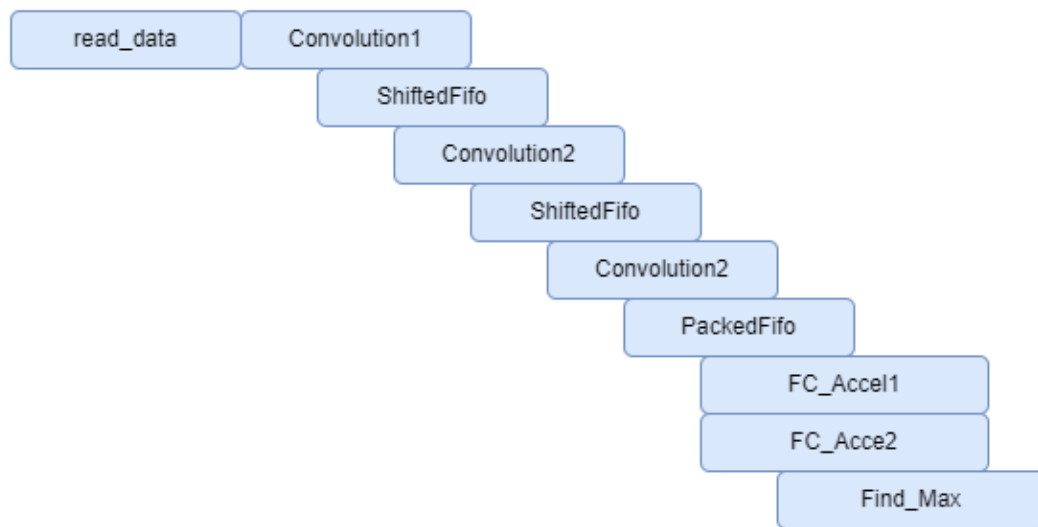 read_data Convolution1
ShiftedFifo
Convolution2
ShiftedFifo
Convolution2
PackedFifo
FC_Accel1
FC_Acce2
Find_Max